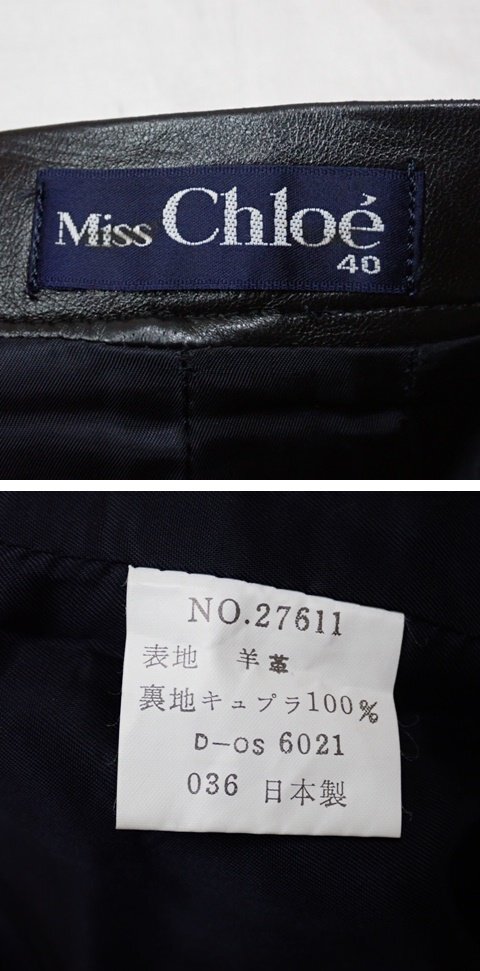 Miss Chloé
40
NO.27611
表地 羊革
裏地キュプラ100%
D-OS 6021
036 日本製